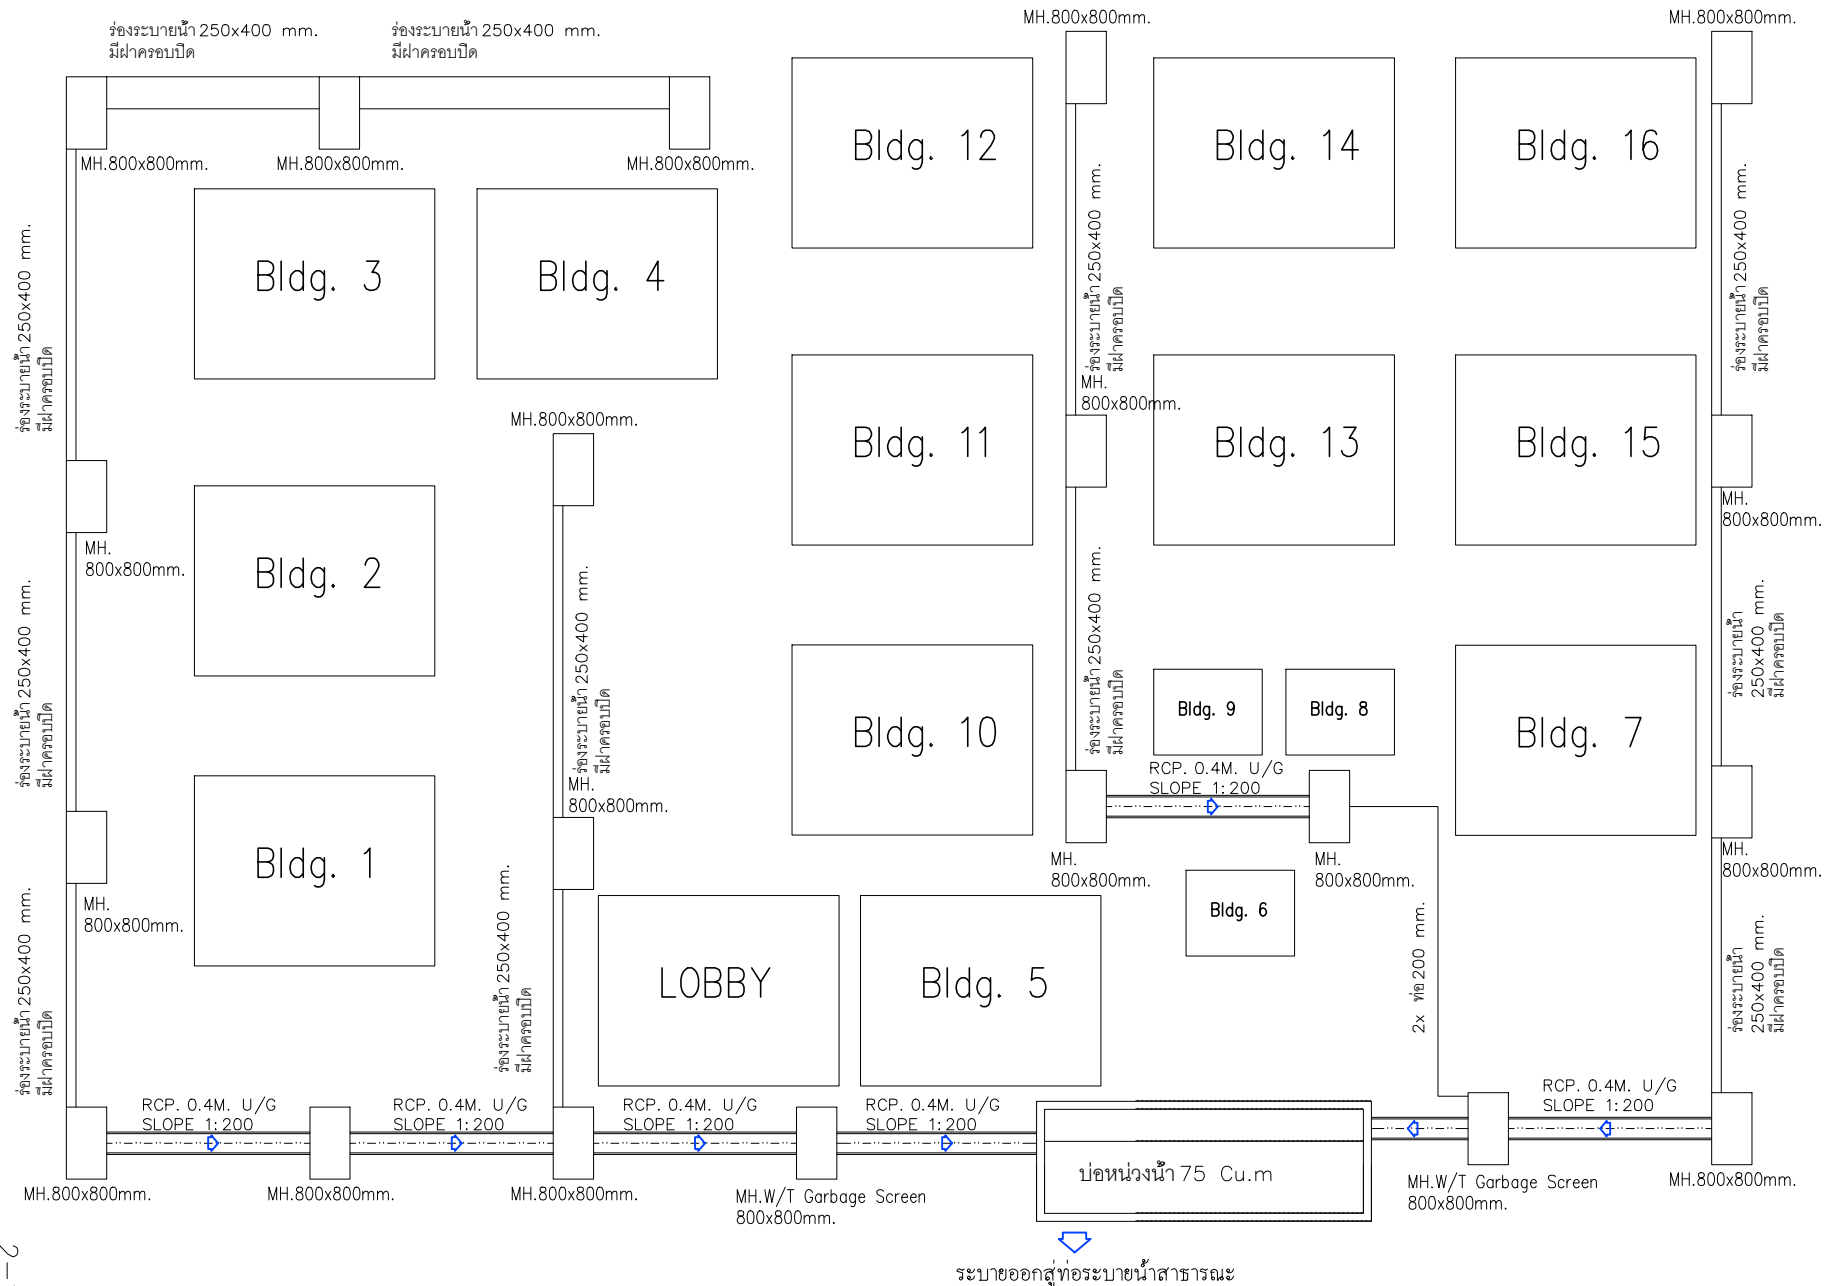 MH.800x800mm.
MH.800x800mm.
ร่องระบายน้ำ 250x400 mm.
มีฝาครอบปิด
ร่องระบายน้ำ 250x400 mm.
มีฝาครอบปิด
MH.800x800mm.
MH.800x800mm.
MH.800x800mm.
Bldg. 12
Bldg. 14
Bldg. 16
ร่องระบายน้ำ 250x400 mm.
มีฝาครอบปิด
ร่องระบายน้ำ 250x400 mm.
มีฝาครอบปิด
ร่องระบายน้ำ 250x400 mm.
มีฝาครอบปิด
Bldg. 3
Bldg. 4
MH.
800x800mm.
MH.800x800mm.
Bldg. 11
Bldg. 13
Bldg. 15
MH.
800x800mm.
MH.
800x800mm.
Bldg. 2
ร่องระบายน้ำ 250x400 mm.
มีฝาครอบปิด
ร่องระบายน้ำ 250x400 mm.
มีฝาครอบปิด
ร่องระบายน้ำ 250x400 mm.
มีฝาครอบปิด
ร่องระบายน้ำ
250x400 mm.
มีฝาครอบปิด
Bldg. 10
Bldg. 9
Bldg. 8
Bldg. 7
RCP. 0.4M. U/G
SLOPE 1:200
MH.
800x800mm.
Bldg. 1
MH.
800x800mm.
MH.
800x800mm.
MH.
800x800mm.
MH.
800x800mm.
Bldg. 6
ร่องระบายน้ำ 250x400 mm.
มีฝาครอบปิด
ร่องระบายน้ำ 250x400 mm.
มีฝาครอบปิด
LOBBY
Bldg. 5
2x ท่อ200 mm.
ร่องระบายน้ำ
250x400 mm.
มีฝาครอบปิด
RCP. 0.4M. U/G
SLOPE 1:200
RCP. 0.4M. U/G
SLOPE 1:200
RCP. 0.4M. U/G
SLOPE 1:200
RCP. 0.4M. U/G
SLOPE 1:200
RCP. 0.4M. U/G
SLOPE 1:200
บ่อหน่วงน้ำ 75 Cu.m
MH.800x800mm.
MH.800x800mm.
MH.800x800mm.
MH.W/T Garbage Screen
800x800mm.
MH.W/T Garbage Screen
800x800mm.
MH.800x800mm.
ระบายออกสู่ท่อระบายน้ำสาธารณะ